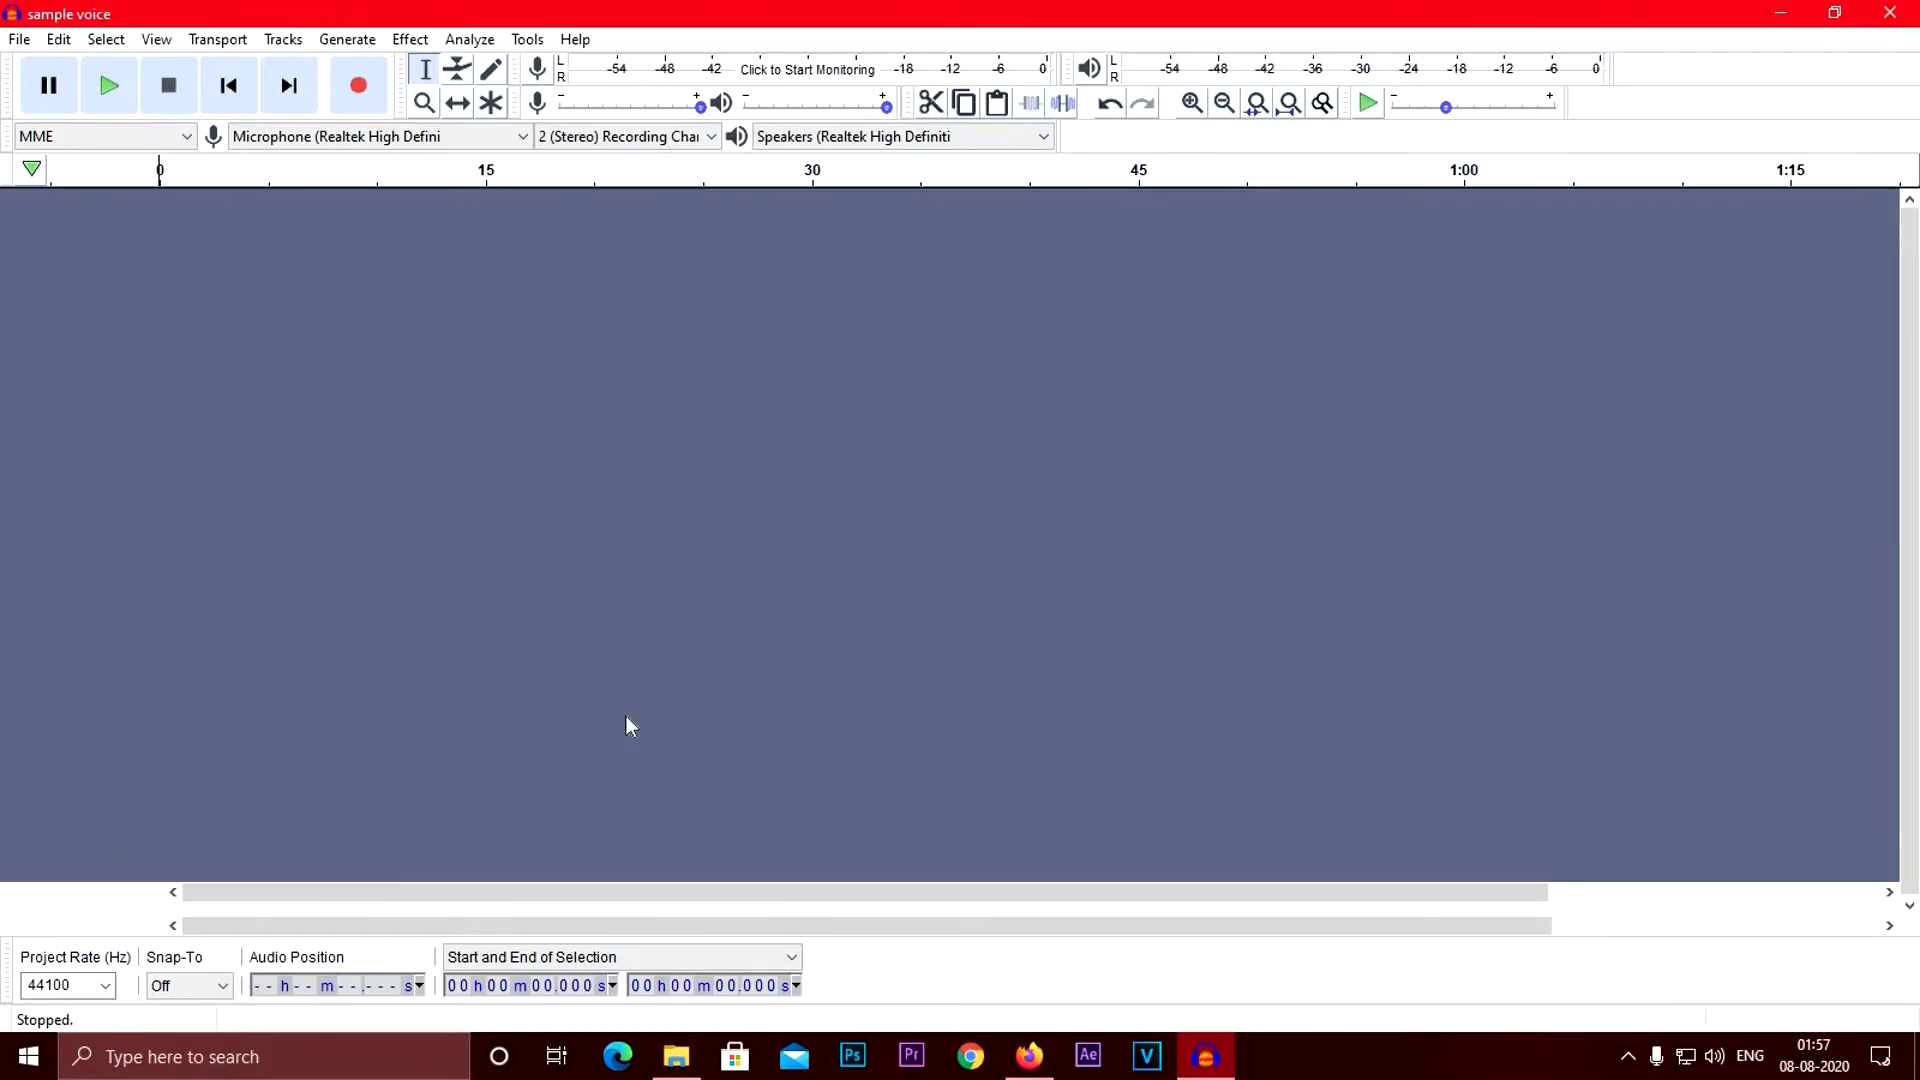 sample voice
File Edit Select View Transport Tracks Generate Effect Analyze Tools Help
L R -54 -48 -42 Click to Start Monitoring -18 -12 -6 0 L R -54 -48 -42 -36 -30 -24 -18 -12 -6 0
MME Microphone (Realtek High Defini 2 (Stereo) Recording Chai Speakers (Realtek High Definiti
0 15 30 45 1:00 1:15
Project Rate (Hz) Snap-To Audio Position Start and End of Selection
44100 Off -- h -- m --.--- s 00 h 00 m 00.000 s 00 h 00 m 00.000 s
Stopped.
Type here to search Ps Pr Ae V ENG 01:57
08-08-2020